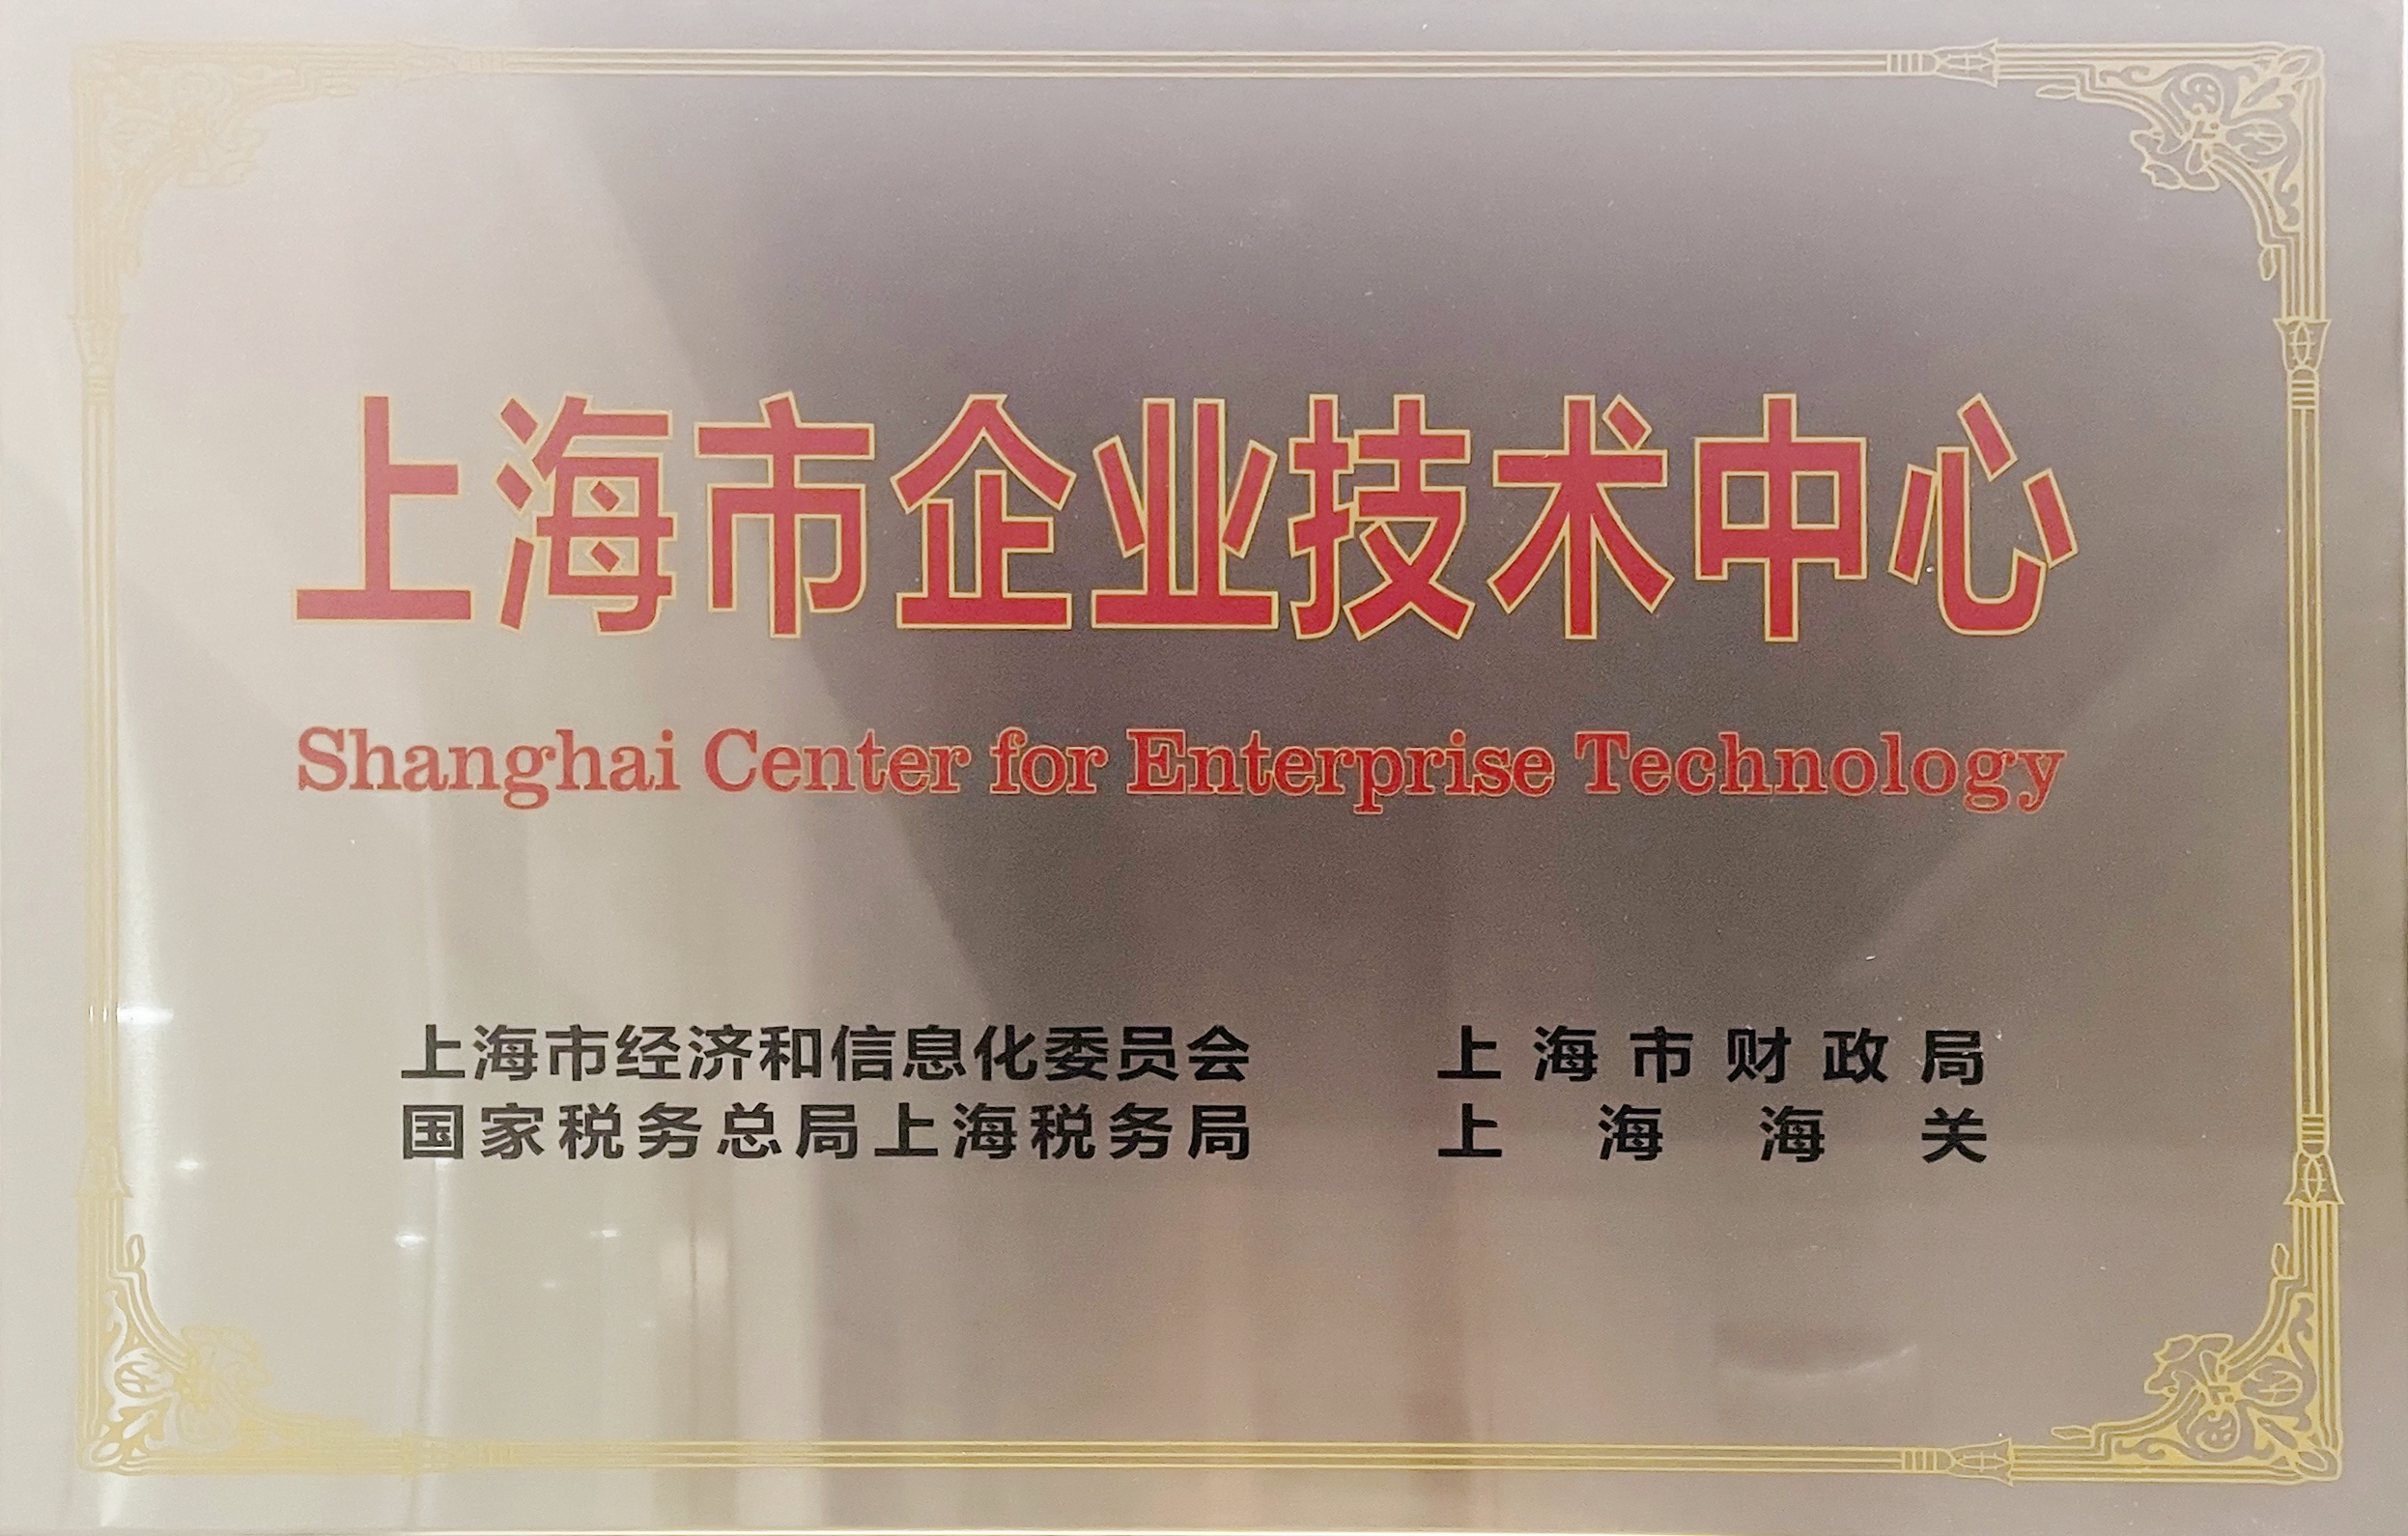 上海市企业技术中心
Shanghai Center for Enterprise Technology
上海市经济和信息化委员会 上海市财政局
国家税务总局上海税务局 上海海关